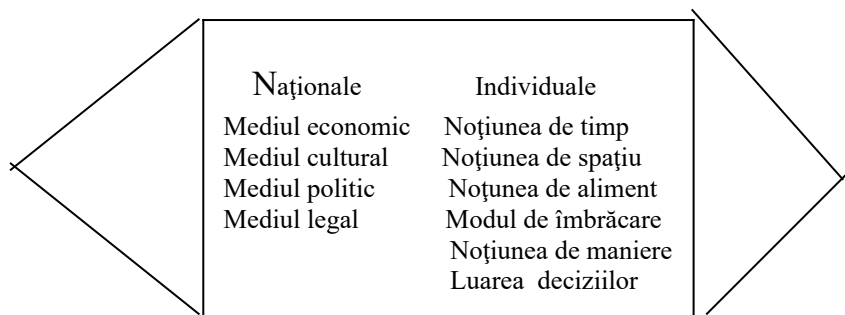 Naţionale Individuale
Mediul economic Noţiunea de timp
Mediul cultural Noţiunea de spaţiu
Mediul politic Noţunea de aliment
Mediul legal Modul de îmbrăcare
Noţiunea de maniere
Luarea deciziilor